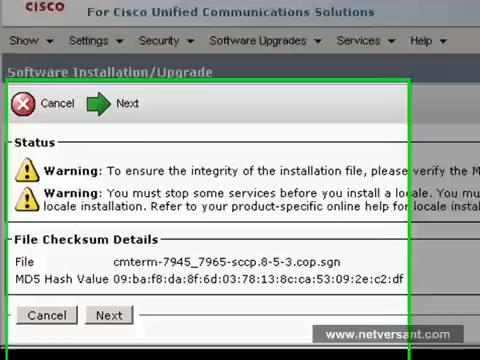 CISCO
For Cisco Unified Communications Solutions
Show Settings Security Software Upgrades Services Help
Software Installation/Upgrade
Cancel Next
Status
Warning: To ensure the integrity of the installation file, please verify the M
Warning: You must stop some services before you install a locale. You mu
locale installation. Refer to your product-specific online help for locale instal
File Checksum Details
File cmterm-7945_7965-sccp.8-5-3.cop.sgn
MD5 Hash Value 09:ba:f8:da:8f:6d:03:78:13:8c:ca:53:09:2e:c2:df
Cancel Next
www.netversant.com